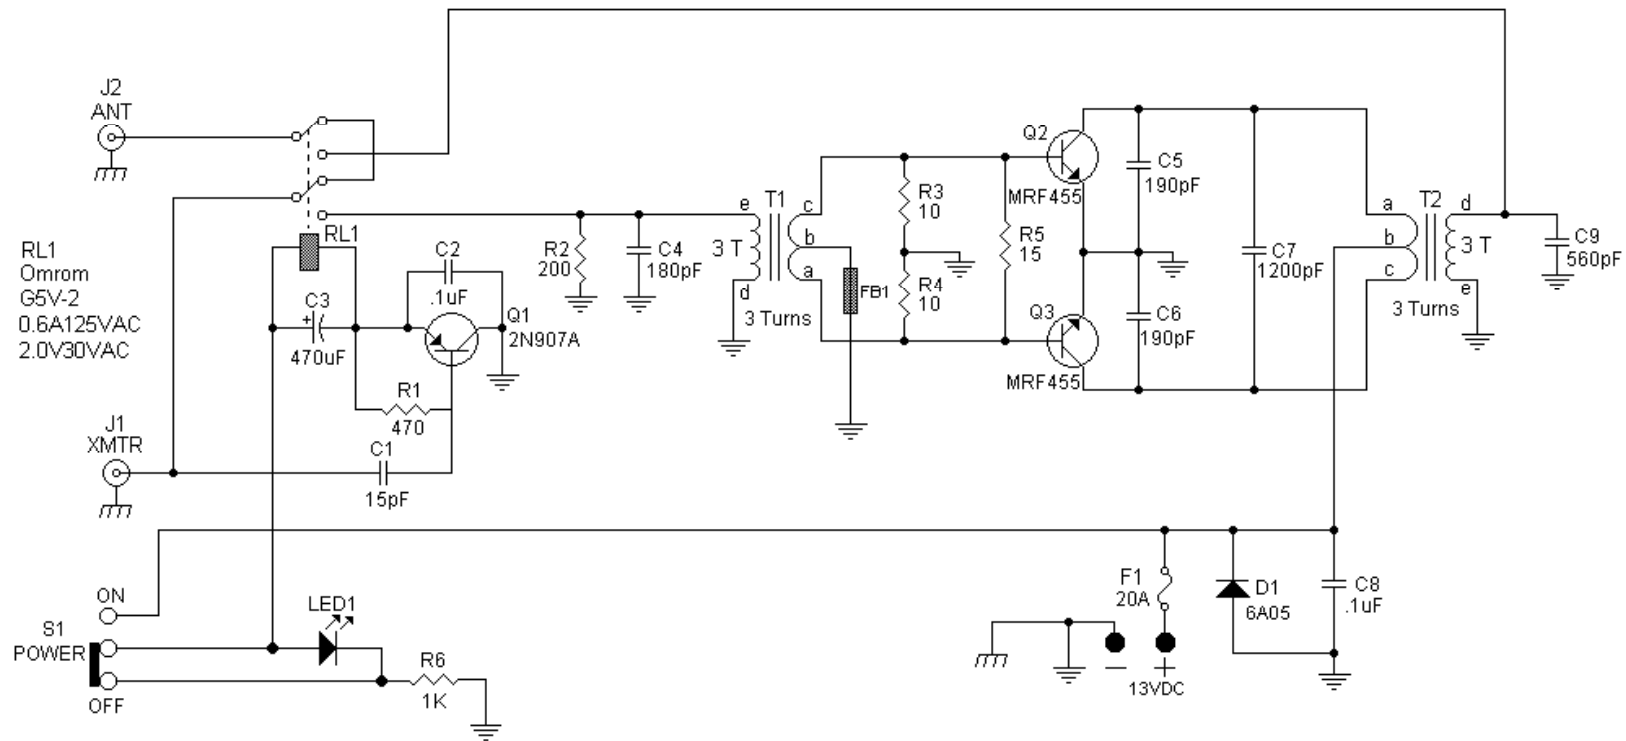 J2
ANT
RL1
Omrom
G5V-2
0.6A125VAC
2.0V30VAC
RL1
C3
+
470uF
C2
.1uF
Q1
2N907A
R1
470
C1
15pF
J1
XMTR
R2
200
C4
180pF
e
T1
c
3 T
b
a
d
3 Turns
FB1
R3
10
R4
10
R5
15
Q2
MRF455
Q3
MRF455
C5
190pF
C6
190pF
C7
1200pF
a
T2
d
b
3 T
c
e
3 Turns
C9
560pF
ON
S1
POWER
OFF
LED1
R6
1K
F1
20A
D1
6A05
C8
.1uF
— +
13VDC